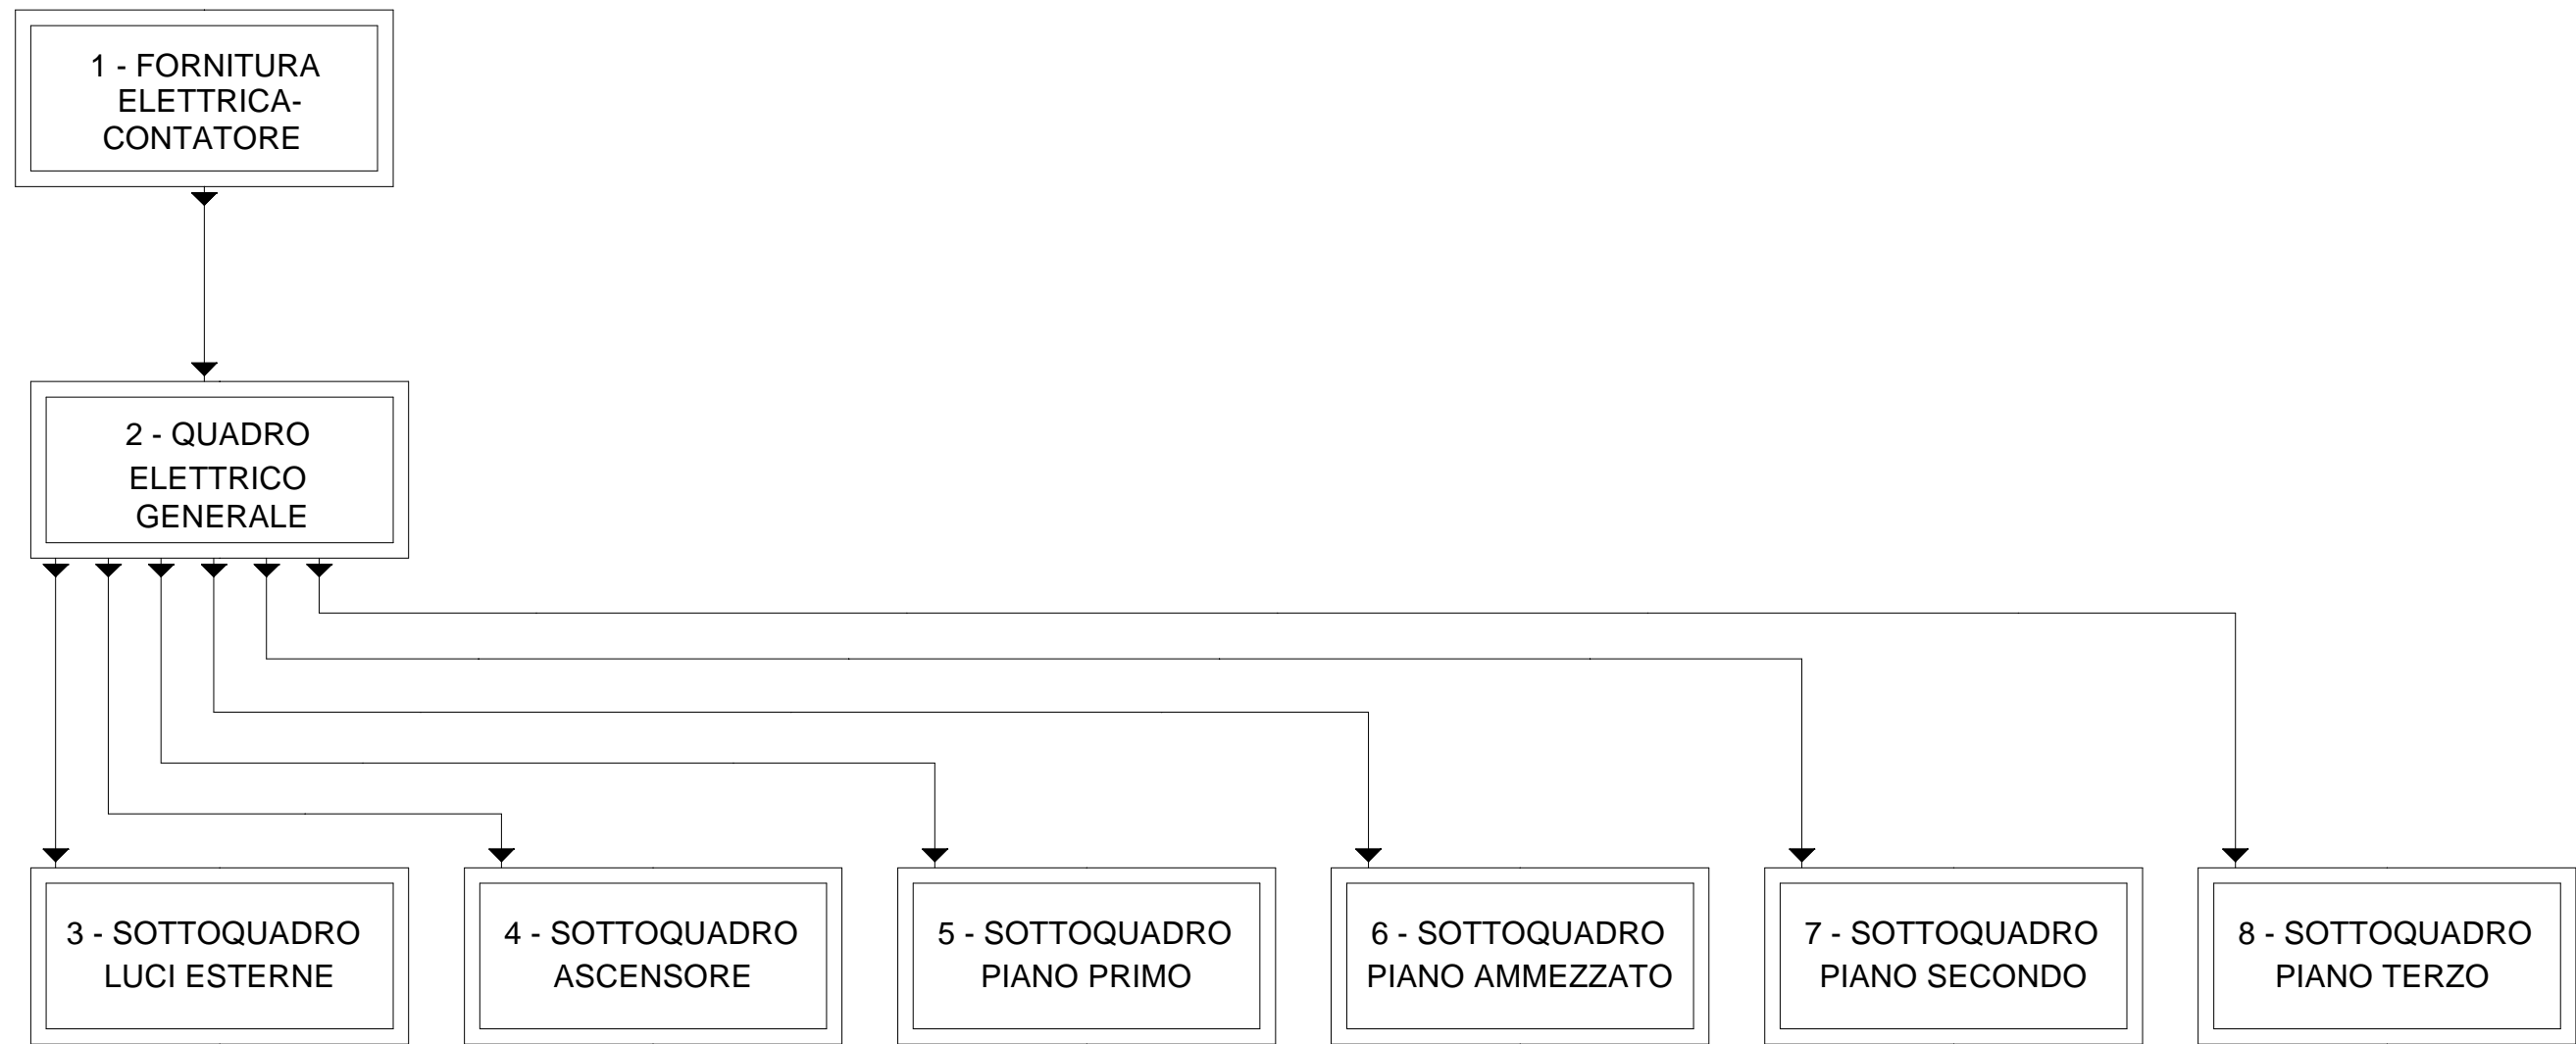 1 - FORNITURA
ELETTRICA-
CONTATORE
2 - QUADRO
ELETTRICO
GENERALE
3 - SOTTOQUADRO
LUCI ESTERNE
4 - SOTTOQUADRO
ASCENSORE
5 - SOTTOQUADRO
PIANO PRIMO
6 - SOTTOQUADRO
PIANO AMMEZZATO
7 - SOTTOQUADRO
PIANO SECONDO
8 - SOTTOQUADRO
PIANO TERZO